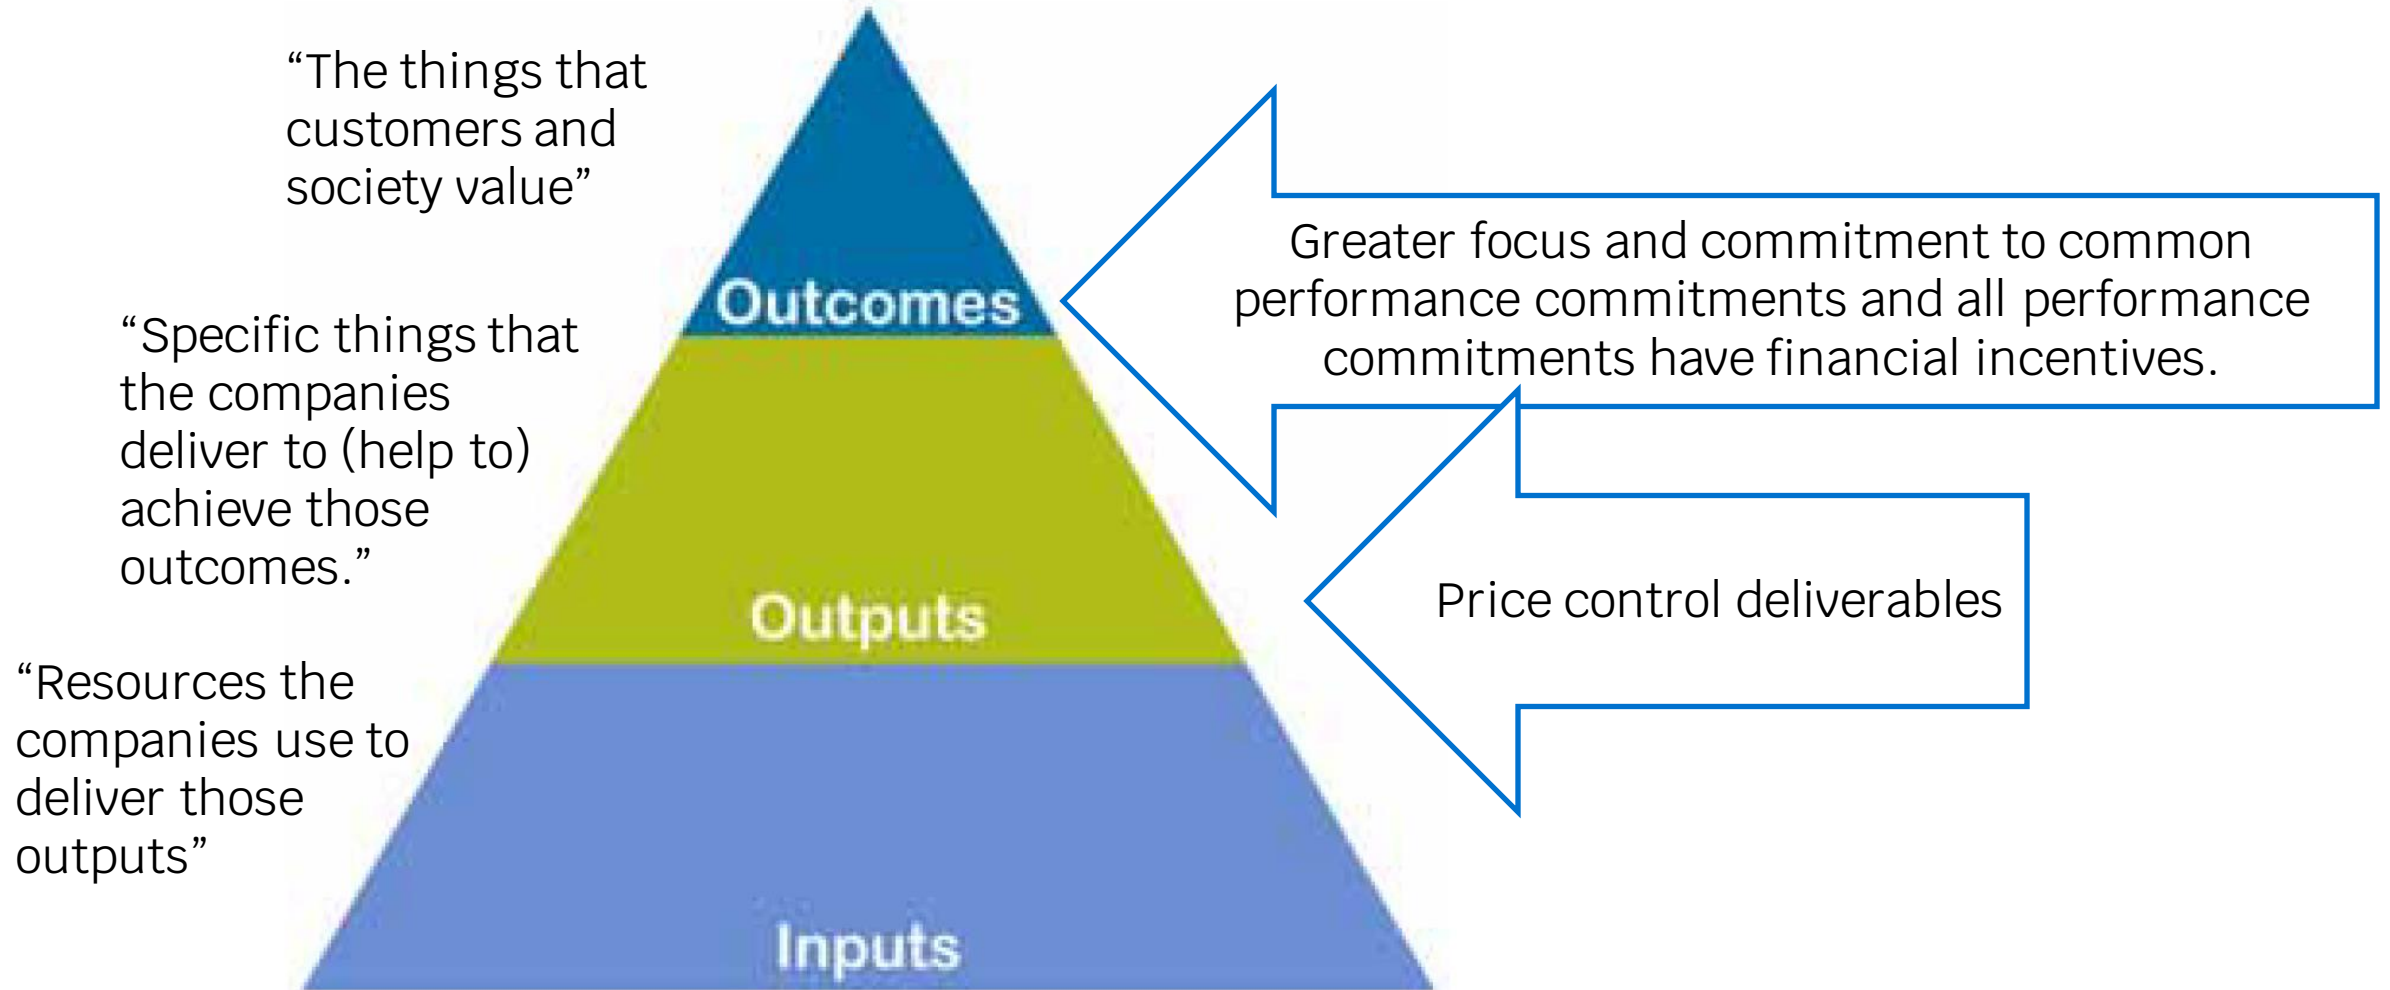 “The things that
customers and
society value”
Outcomes
Greater focus and commitment to common
performance commitments and all performance
commitments have financial incentives.
“Specific things that
the companies
deliver to (help to)
achieve those
outcomes.”
Outputs
Price control deliverables
“Resources the
companies use to
deliver those
outputs”
Inputs